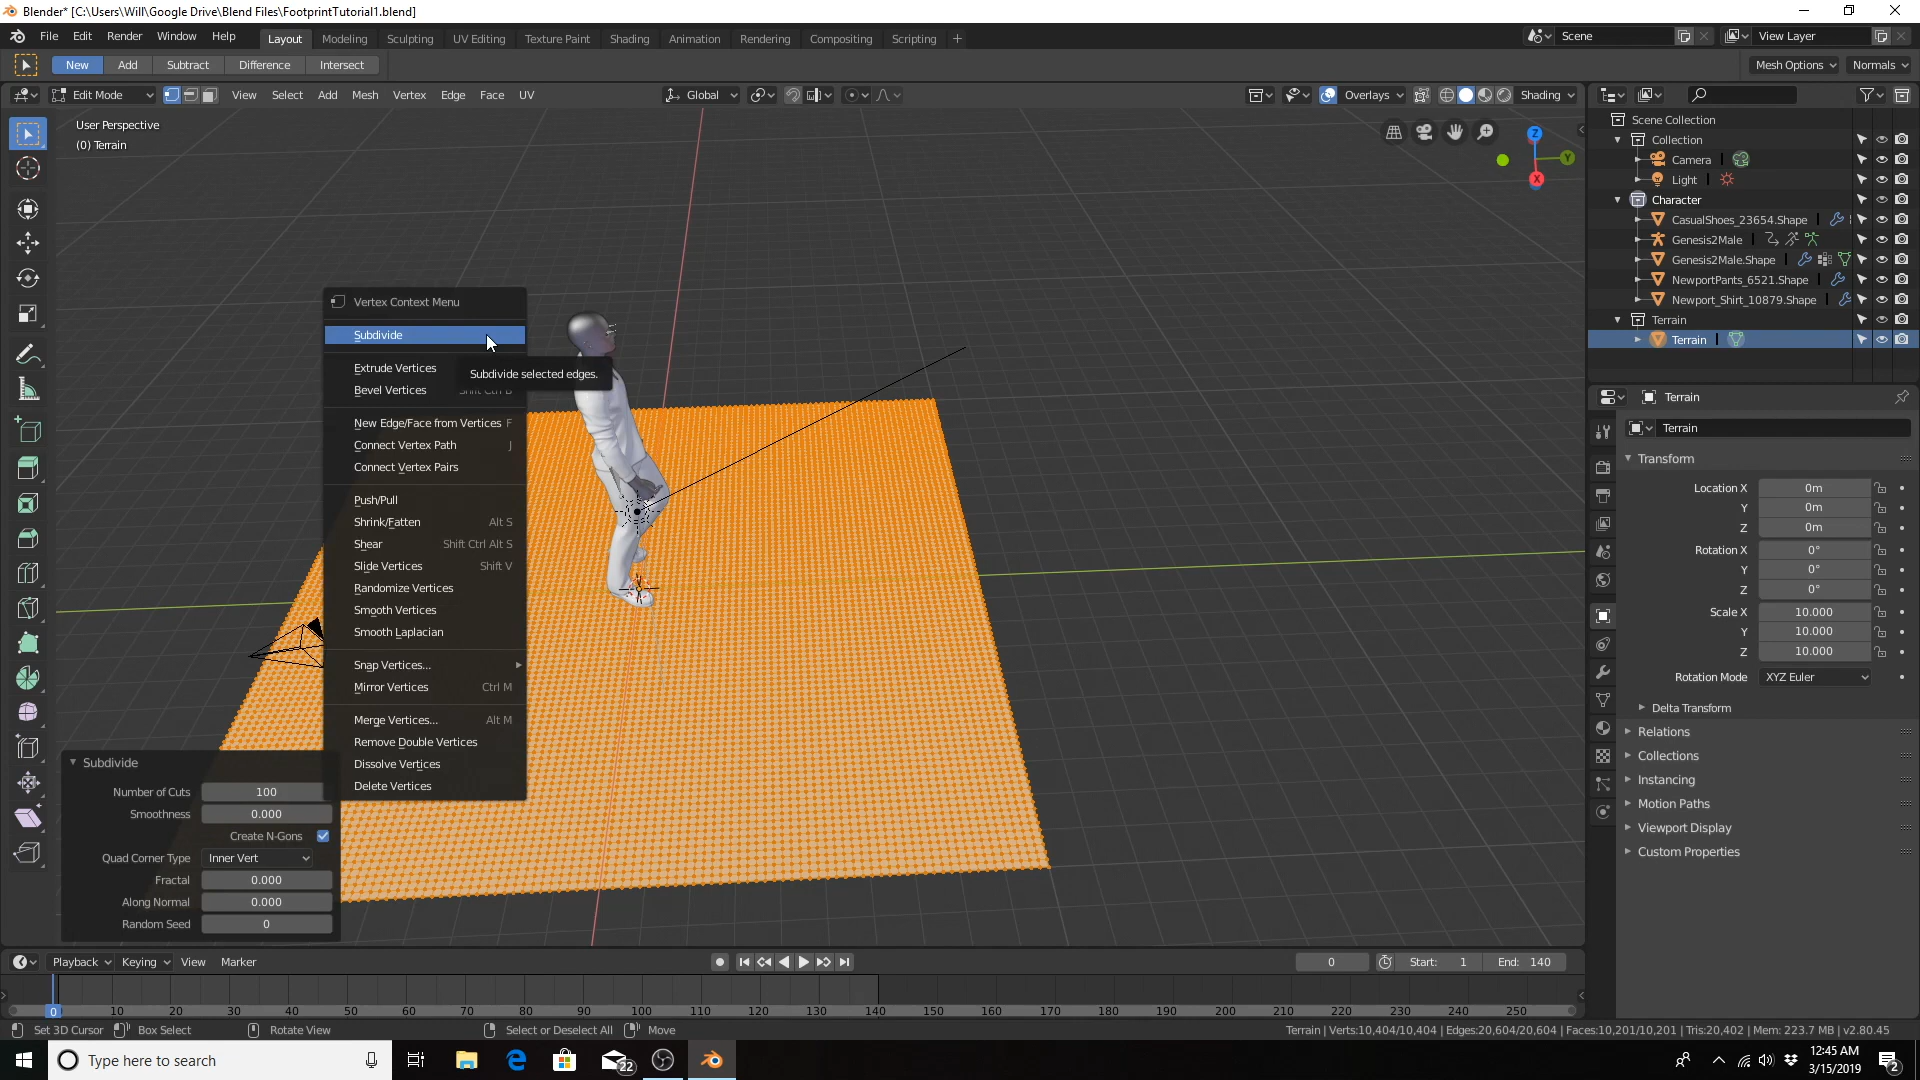 Blender* [C:\Users\Will\Google Drive\Blend Files\FootprintTutorial1.blend]
File Edit Render Window Help Layout Modeling Sculpting UV Editing Texture Paint Shading Animation Rendering Compositing Scripting + Scene View Layer
New Add Subtract Difference Intersect Mesh Options Normals
Edit Mode View Select Add Mesh Vertex Edge Face UV Global Overlays Shading
User Perspective
(0) Terrain
Z
Y
X
Vertex Context Menu
Subdivide
Subdivide selected edges.
Extrude Vertices
Bevel Vertices Shift Ctrl B
New Edge/Face from Vertices F
Connect Vertex Path J
Connect Vertex Pairs
Push/Pull
Shrink/Fatten Alt S
Shear Shift Ctrl Alt S
Slide Vertices Shift V
Randomize Vertices
Smooth Vertices
Smooth Laplacian
Snap Vertices...
Mirror Vertices Ctrl M
Merge Vertices... Alt M
Remove Double Vertices
Dissolve Vertices
Delete Vertices
Subdivide
Number of Cuts 100
Smoothness 0.000
Create N-Gons
Quad Corner Type Inner Vert
Fractal 0.000
Along Normal 0.000
Random Seed 0
Scene Collection
Collection
Camera
Light
Character
CasualShoes_23654.Shape
Genesis2Male
Genesis2Male.Shape
NewportPants_6521.Shape
Newport_Shirt_10879.Shape
Terrain
Terrain
Terrain
Terrain
Transform
Location X 0m
Y 0m
Z 0m
Rotation X 0°
Y 0°
Z 0°
Scale X 10.000
Y 10.000
Z 10.000
Rotation Mode XYZ Euler
Delta Transform
Relations
Collections
Instancing
Motion Paths
Viewport Display
Custom Properties
Playback Keying View Marker 0 Start: 1 End: 140
0 10 20 30 40 50 60 70 80 90 100 110 120 130 140 150 160 170 180 190 200 210 220 230 240 250
Set 3D Cursor Box Select Rotate View Select or Deselect All Move Terrain | Verts:10,404/10,404 | Edges:20,604/20,604 | Faces:10,201/10,201 | Tris:20,402 | Mem: 223.7 MB | v2.80.45
Type here to search 22 12:45 AM
3/15/2019 2